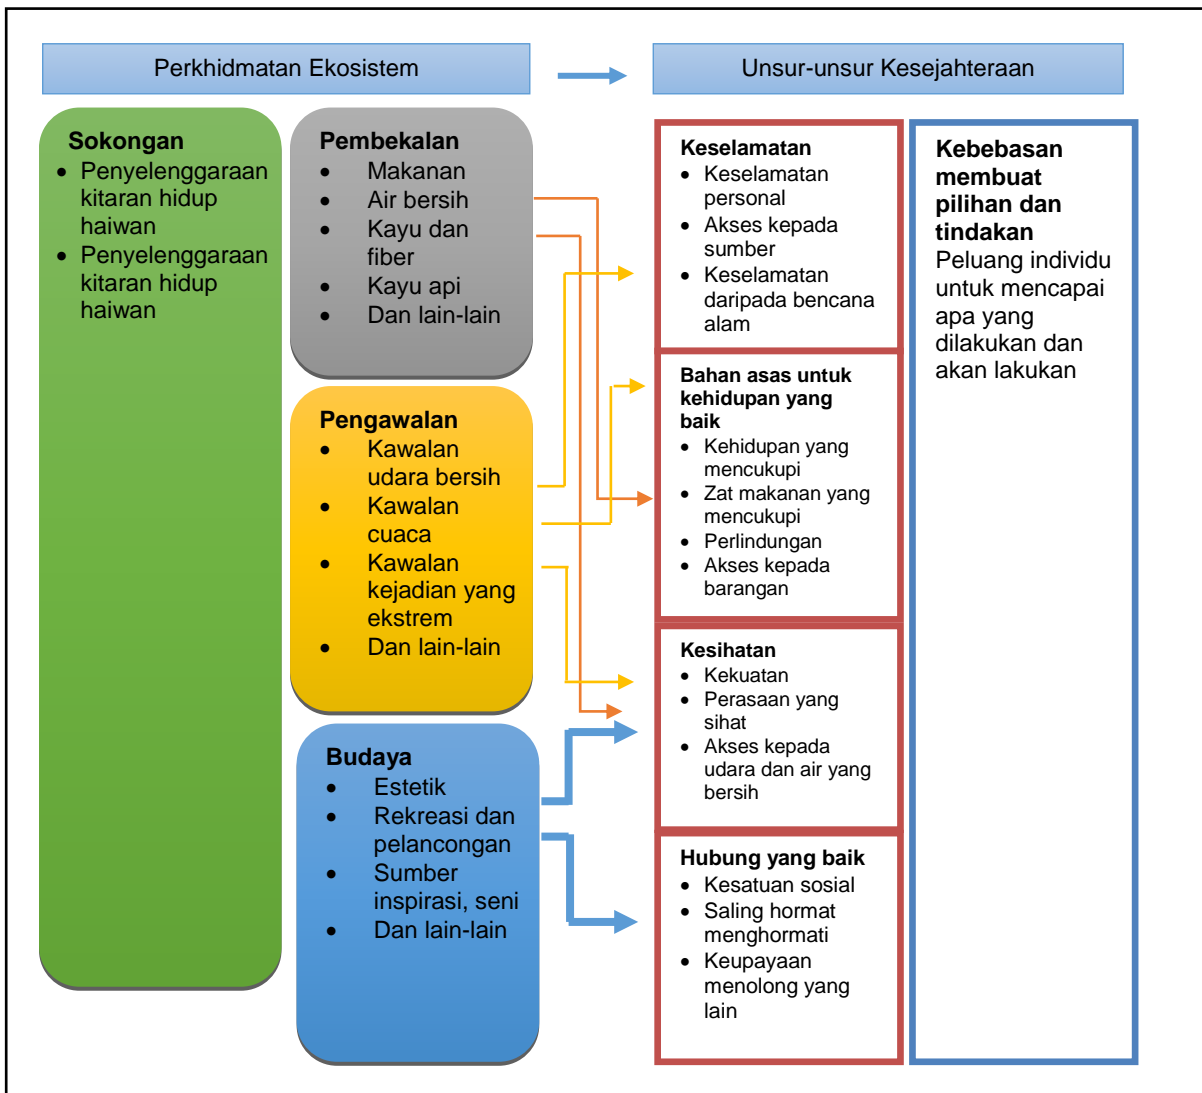 Perkhidmatan Ekosistem
Unsur-unsur Kesejahteraan
Sokongan
• Penyelenggaraan
kitaran hidup
haiwan
• Penyelenggaraan
kitaran hidup
haiwan
Pembekalan
• Makanan
• Air bersih
• Kayu dan
fiber
• Kayu api
• Dan lain-lain
Pengawalan
• Kawalan
udara bersih
• Kawalan
cuaca
• Kawalan
kejadian yang
ekstrem
• Dan lain-lain
Budaya
• Estetik
• Rekreasi dan
pelancongan
• Sumber
inspirasi, seni
• Dan lain-lain
Keselamatan
• Keselamatan
personal
• Akses kepada
sumber
• Keselamatan
daripada bencana
alam
Bahan asas untuk
kehidupan yang
baik
• Kehidupan yang
mencukupi
• Zat makanan yang
mencukupi
• Perlindungan
• Akses kepada
barangan
Kesihatan
• Kekuatan
• Perasaan yang
sihat
• Akses kepada
udara dan air yang
bersih
Hubung yang baik
• Kesatuan sosial
• Saling hormat
menghormati
• Keupayaan
menolong yang
lain
Kebebasan
membuat
pilihan dan
tindakan
Peluang individu
untuk mencapai
apa yang
dilakukan dan
akan lakukan